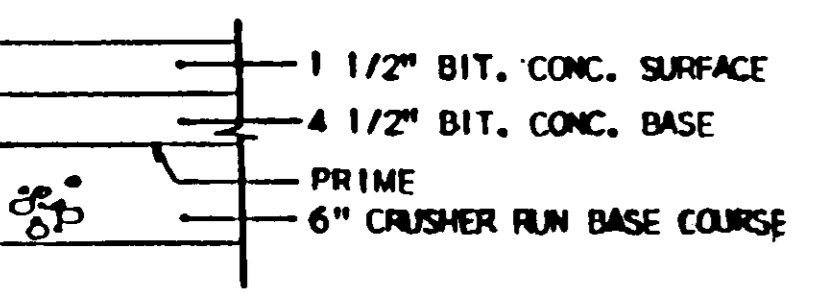 1 1/2" BIT. CONC. SURFACE
4 1/2" BIT. CONC. BASE
PRIME
6" CRUSHER RUN BASE COURSE